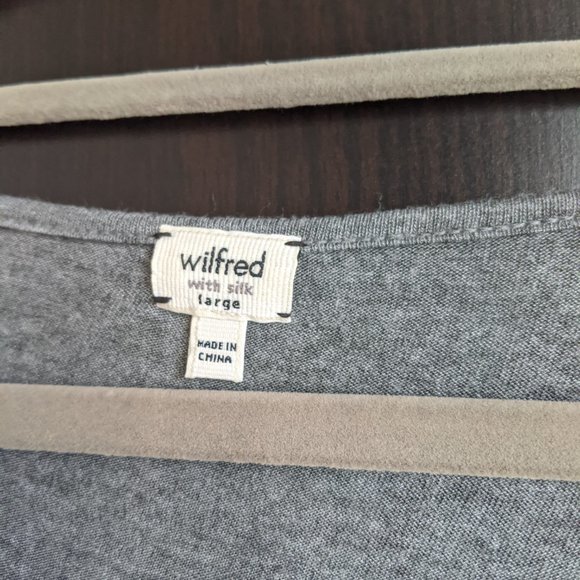 wilfred
with silk
large
MADE IN
CHINA